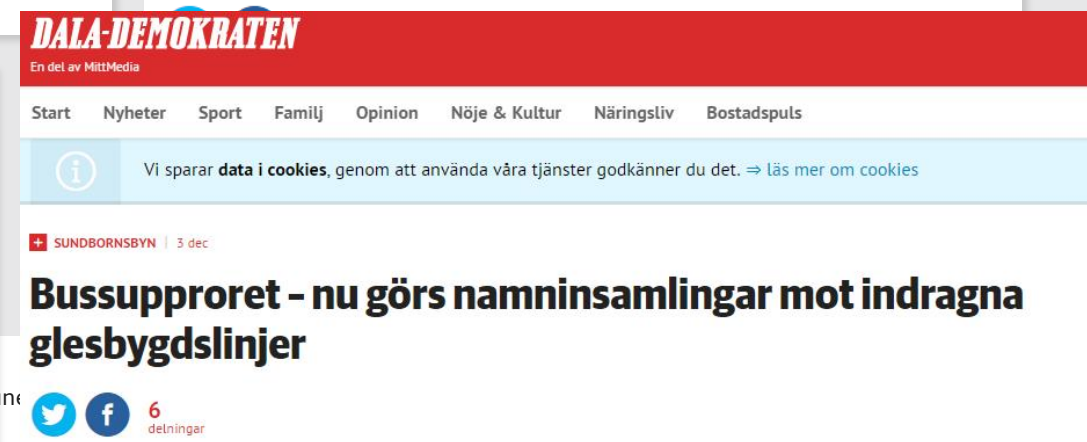 DALA-DEMOKRATEN
En del av MittMedia
Start Nyheter Sport Familj Opinion Nöje & Kultur Näringsliv Bostadspuls
Vi sparar data i cookies, genom att använda våra tjänster godkänner du det. ⇒ läs mer om cookies
+ SUNDBORNSBYN | 3 dec
Bussupproret – nu görs namninsamlingar mot indragna
glesbygdslinjer
6
delningar